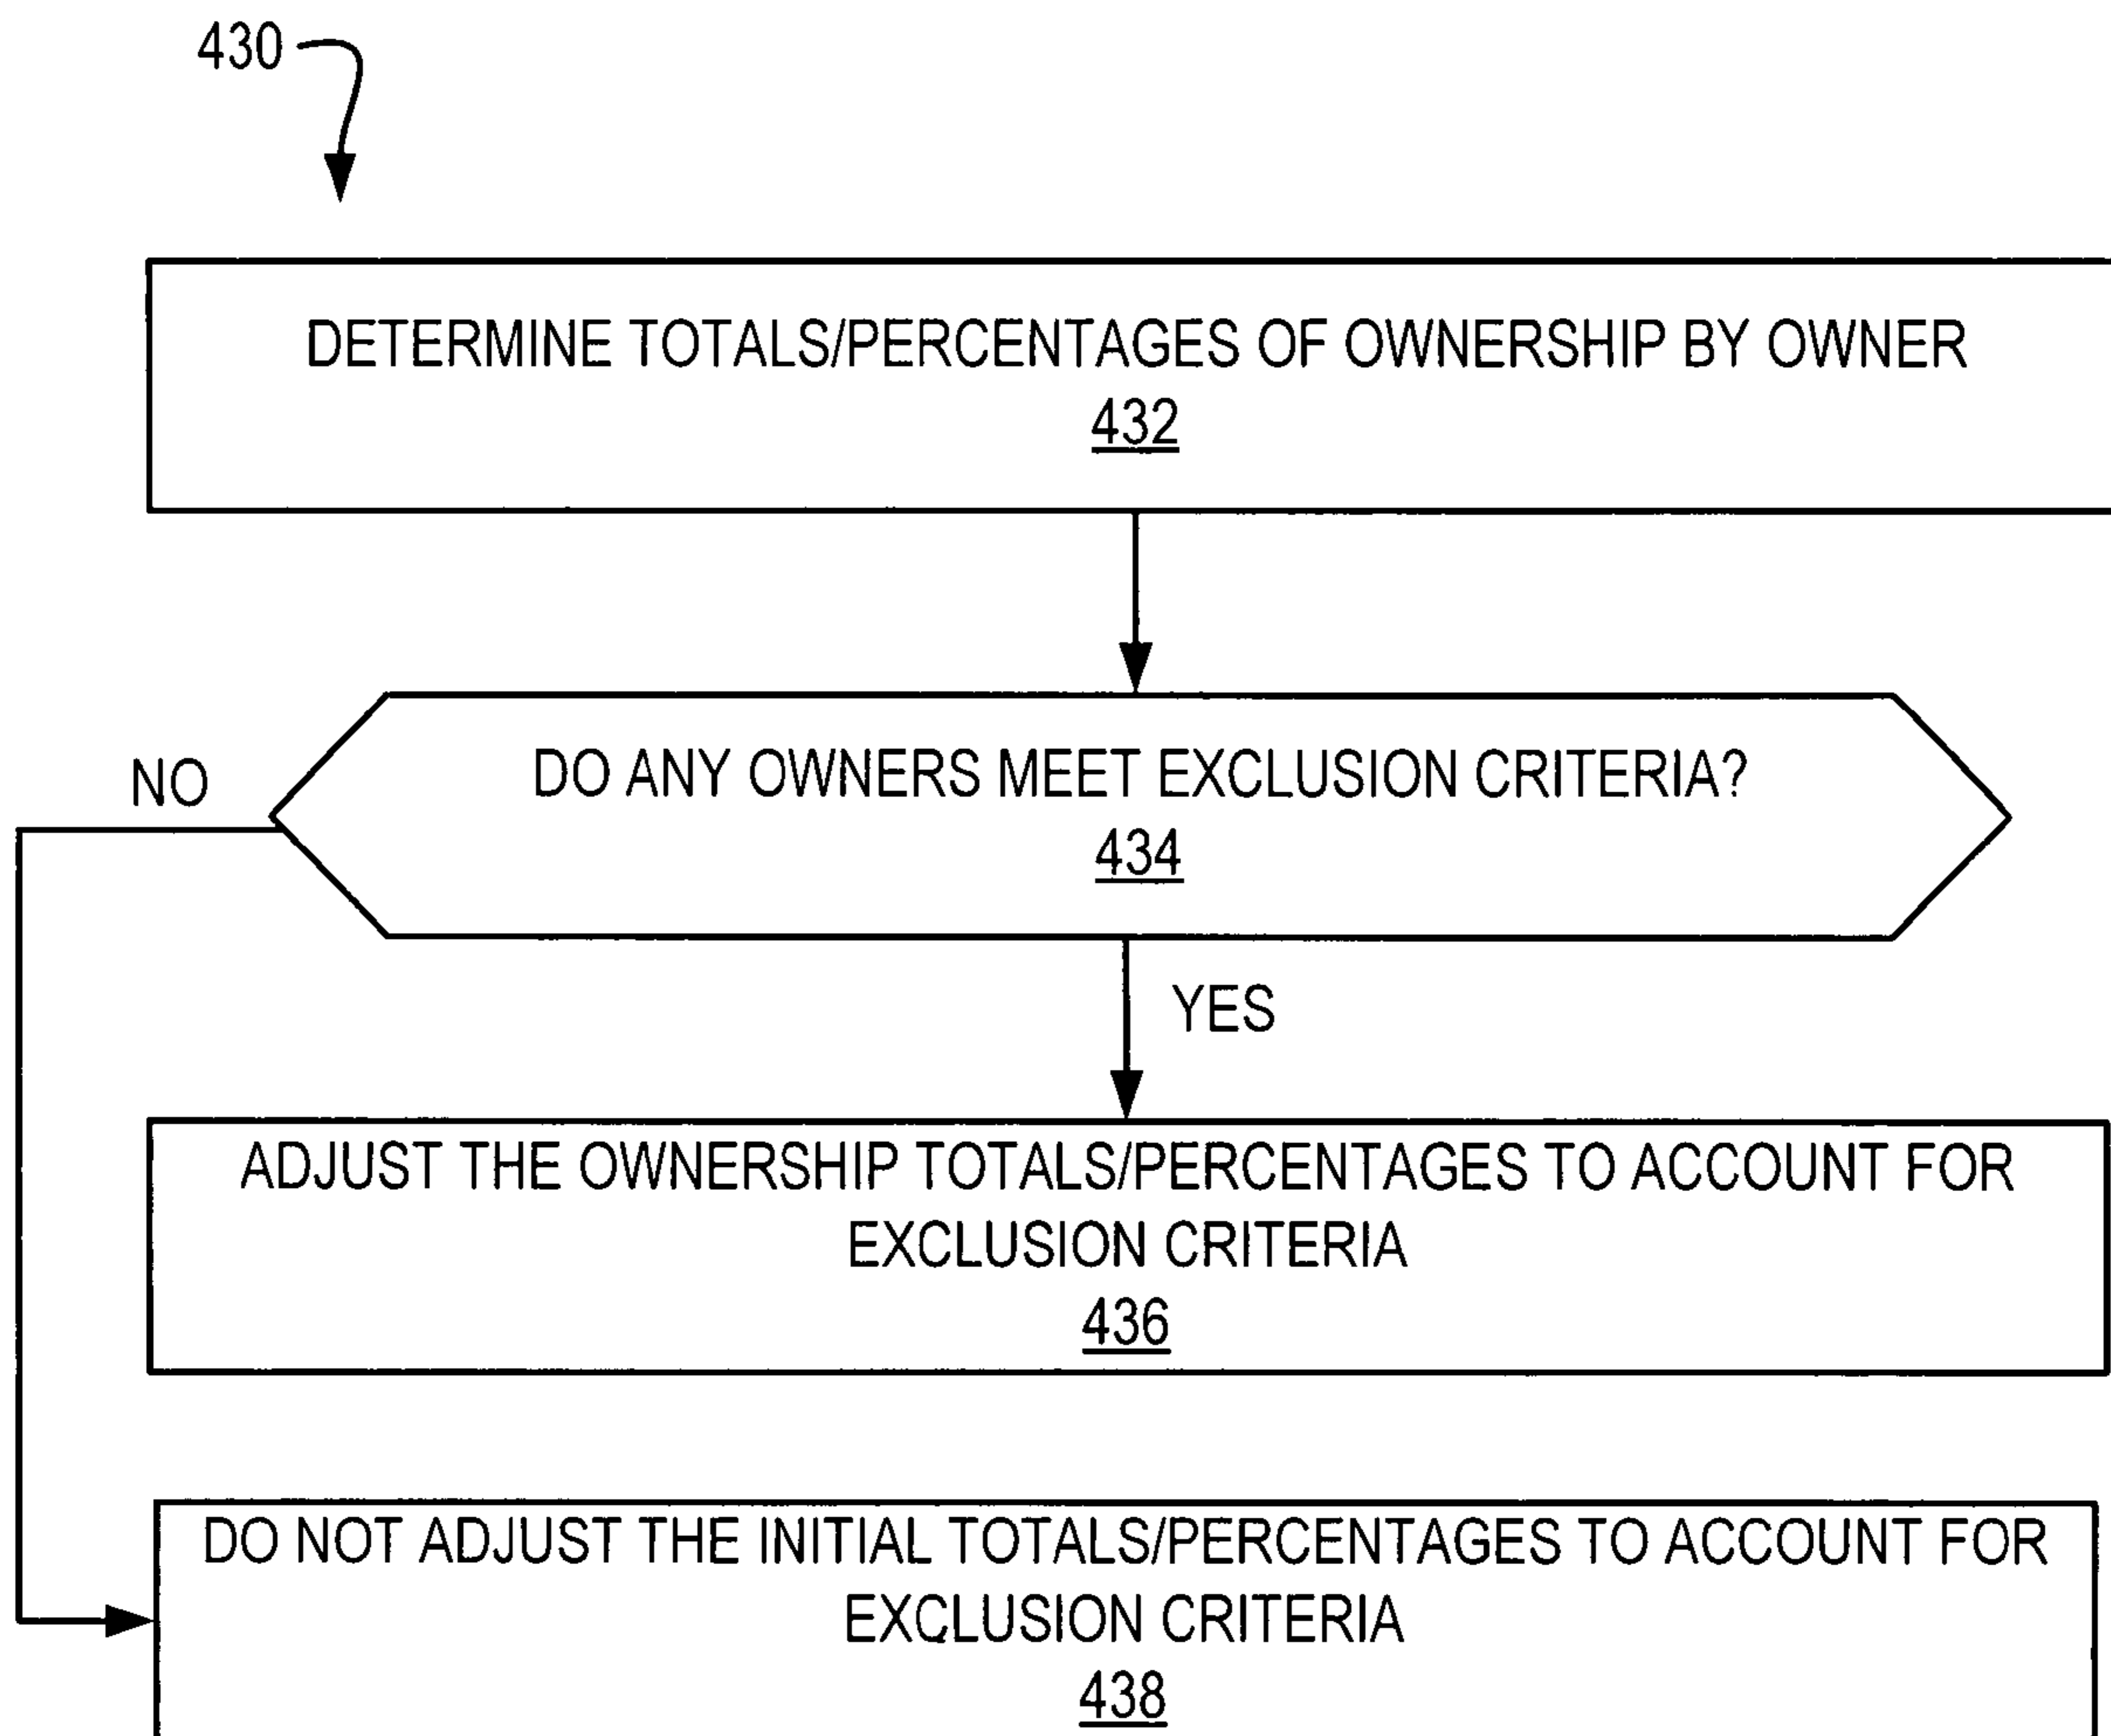 430
DETERMINE TOTALS/PERCENTAGES OF OWNERSHIP BY OWNER
432
DO ANY OWNERS MEET EXCLUSION CRITERIA?
434
NO
YES
ADJUST THE OWNERSHIP TOTALS/PERCENTAGES TO ACCOUNT FOR
EXCLUSION CRITERIA
436
DO NOT ADJUST THE INITIAL TOTALS/PERCENTAGES TO ACCOUNT FOR
EXCLUSION CRITERIA
438